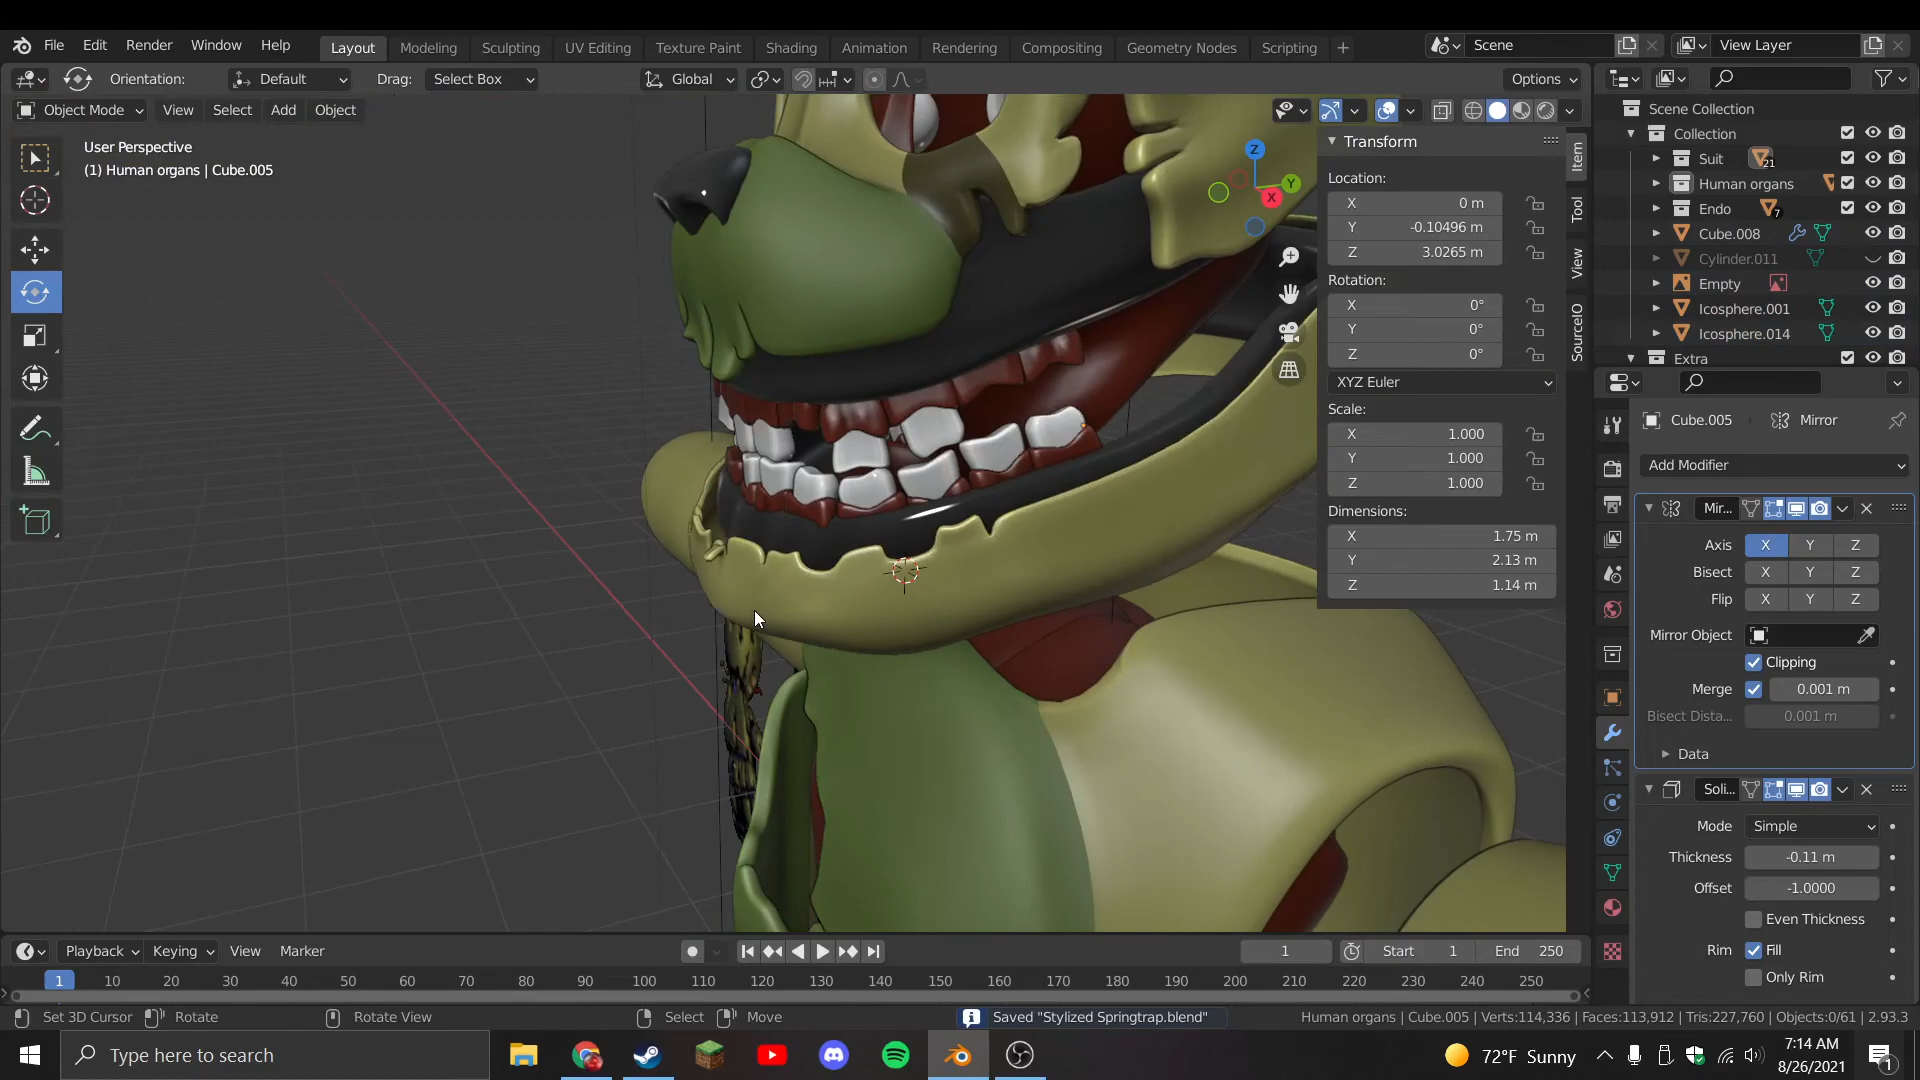 File Edit Render Window Help Layout Modeling Sculpting UV Editing Texture Paint Shading Animation Rendering Compositing Geometry Nodes Scripting + Scene View Layer
Orientation: Default Drag: Select Box Global Options
Object Mode View Select Add Object
User Perspective
(1) Human organs | Cube.005
Z
Y
X
Transform
Location:
X 0 m
Y -0.10496 m
Z 3.0265 m
Rotation:
X 0°
Y 0°
Z 0°
XYZ Euler
Scale:
X 1.000
Y 1.000
Z 1.000
Dimensions:
X 1.75 m
Y 2.13 m
Z 1.14 m
Item
Tool
View
SourceIO
Scene Collection
Collection
Suit 21
Human organs
Endo 7
Cube.008
Cylinder.011
Empty
Icosphere.001
Icosphere.014
Extra
Cube.005 Mirror
Add Modifier
Mir...
Axis X Y Z
Bisect X Y Z
Flip X Y Z
Mirror Object
Clipping
Merge 0.001 m
Bisect Dista... 0.001 m
Data
Soli...
Mode Simple
Thickness -0.11 m
Offset -1.0000
Even Thickness
Rim Fill
Only Rim
Playback Keying View Marker 1 Start 1 End 250
1 10 20 30 40 50 60 70 80 90 100 110 120 130 140 150 160 170 180 190 200 210 220 230 240 250
Set 3D Cursor Rotate Rotate View Select Move Saved "Stylized Springtrap.blend" Human organs | Cube.005 | Verts:114,336 | Faces:113,912 | Tris:227,760 | Objects:0/61 | 2.93.3
Type here to search 72°F Sunny 7:14 AM
8/26/2021
1